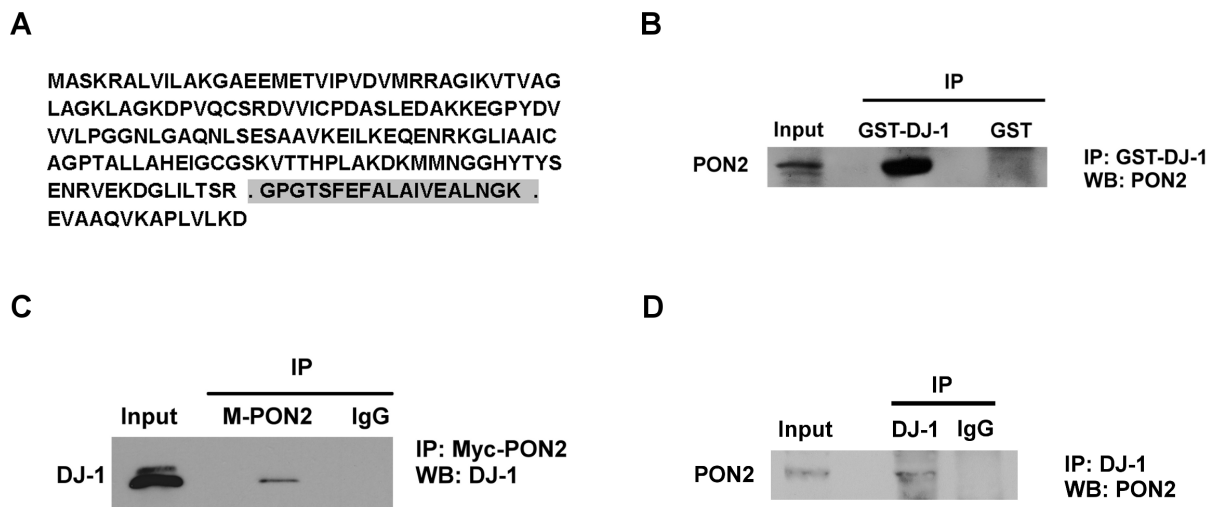 A
MASKRALVILAKGAEEMETVIPVDVMRRAGIKVTVAG
LAGKLAGKDPVQCSRDVVICPDASLEDAKKEGPYDV
VVLPGGNLGAQNLSESAAVKEILKEQENRKGLIAAIC
AGPTALLAHEIGCGSKVTTHPLAKDKMMNGGHYTYS
ENRVEKDGLILTSR . GPGTSFEFALAIVEALNGK .
EVAAQVKAPLVLKD
B
IP
Input GST-DJ-1 GST
PON2
IP: GST-DJ-1
WB: PON2
C
IP
Input M-PON2 IgG
DJ-1
IP: Myc-PON2
WB: DJ-1
D
IP
Input DJ-1 IgG
PON2
IP: DJ-1
WB: PON2